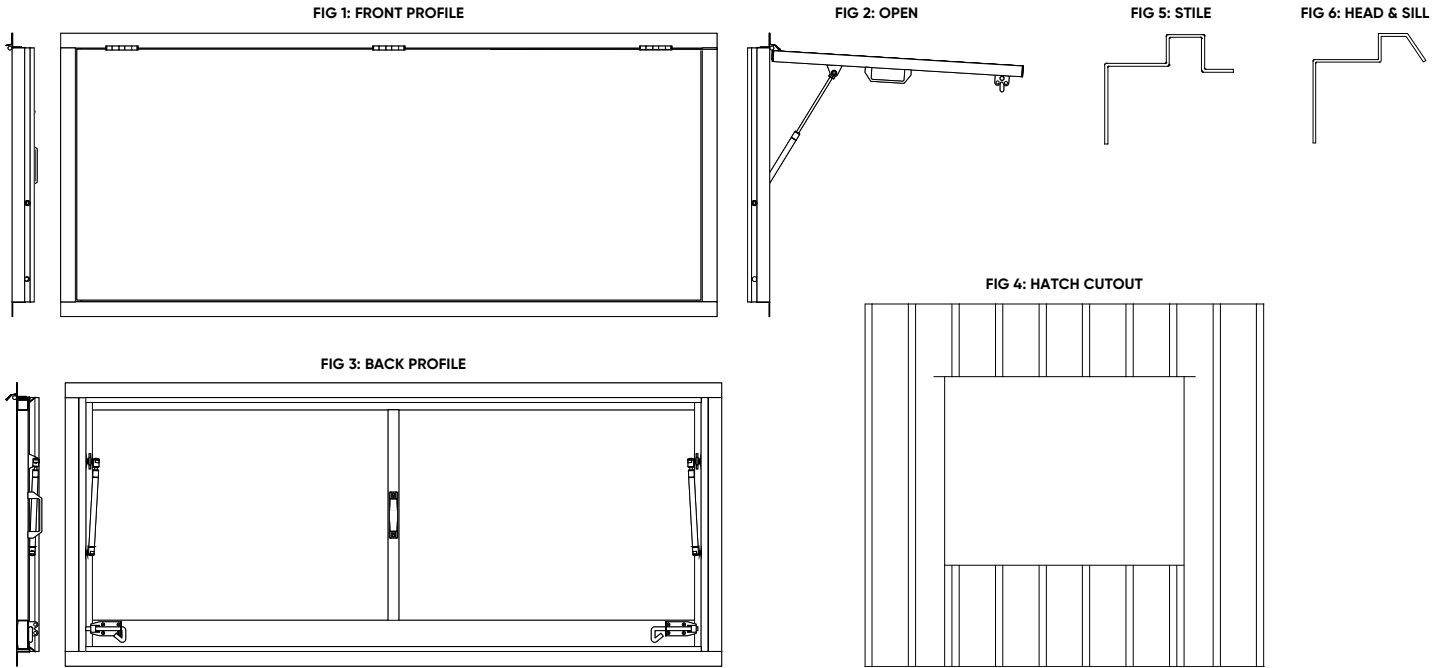 FIG 1: FRONT PROFILE
FIG 2: OPEN
FIG 5: STILE
FIG 6: HEAD & SILL
FIG 4: HATCH CUTOUT
FIG 3: BACK PROFILE